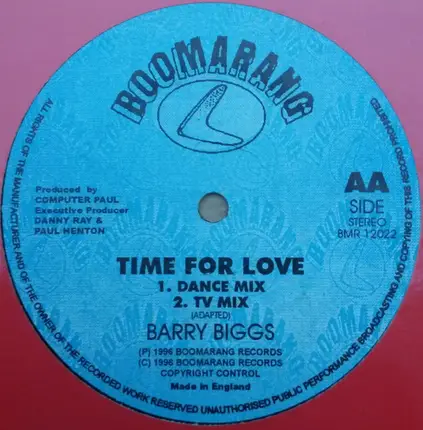 BOOMARANG
Produced by
COMPUTER PAUL
Executive Producer
DANNY RAY &
PAUL HENTON
AA
SIDE
STEREO
BMR 12022
TIME FOR LOVE
1. DANCE MIX
2. TV MIX
(ADAPTED)
BARRY BIGGS
(P) 1996 BOOMARANG RECORDS
(C) 1996 BOOMARANG RECORDS
COPYRIGHT CONTROL
Made in England
ALL RIGHTS OF THE MANUFACTURER AND OF THE OWNER OF THE RECORDED WORK RESERVED UNAUTHORISED PUBLIC PERFORMANCE BROADCASTING AND COPYING OF THIS RECORD PROHIBITED